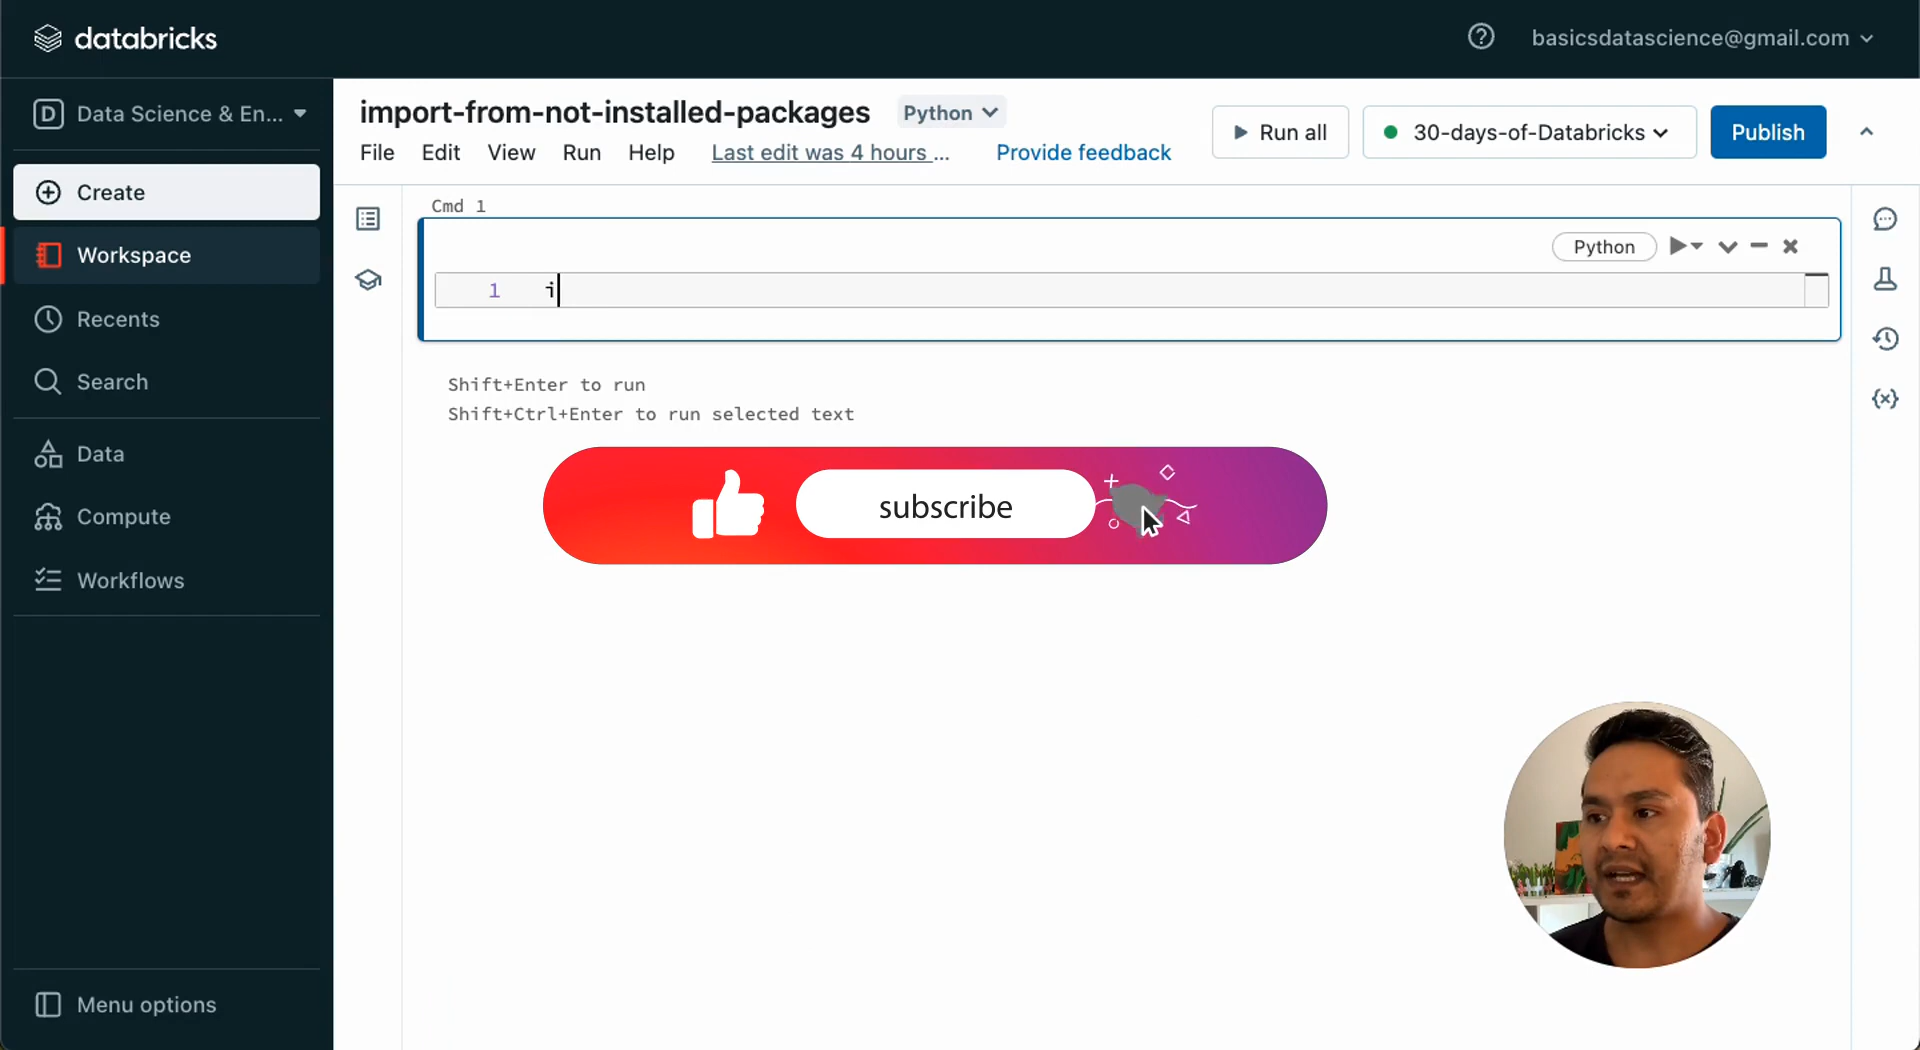 databricks
basicsdatascience@gmail.com
D Data Science & En...
import-from-not-installed-packages Python
Run all
30-days-of-Databricks
Publish
File Edit View Run Help Last edit was 4 hours ... Provide feedback
Create
Workspace
Recents
Search
Data
Compute
Workflows
Menu options
Cmd 1
Python
1 i
Shift+Enter to run
Shift+Ctrl+Enter to run selected text
subscribe